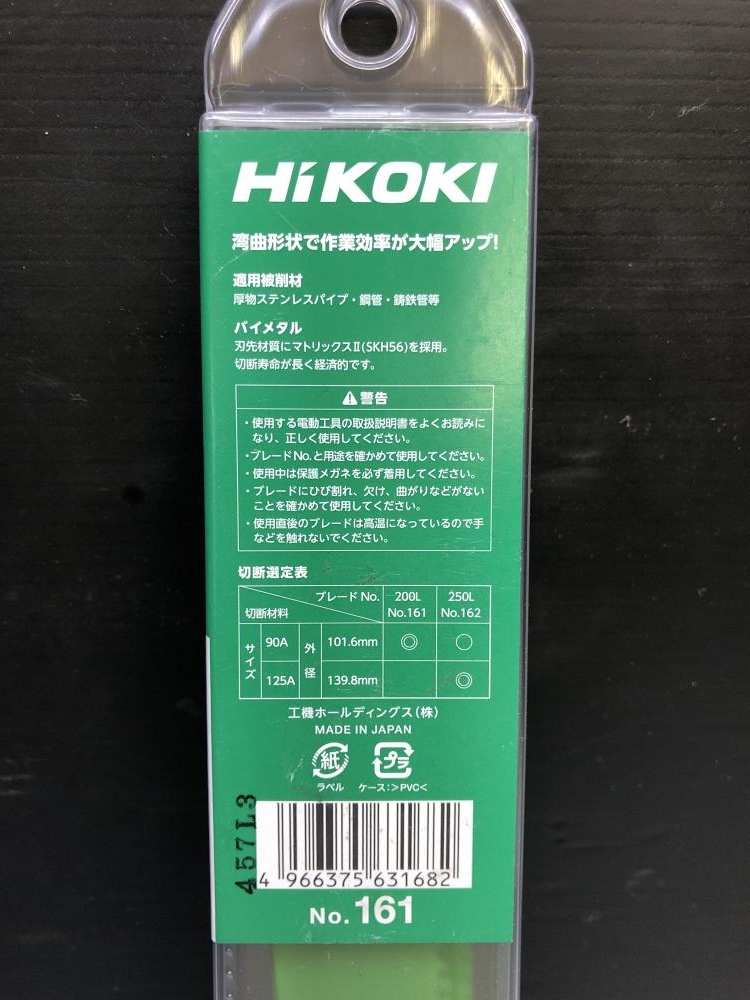 HiKOKI
湾曲形状で作業効率が大幅アップ!
適用被削材
厚物ステンレスパイプ・鋼管・鋳鉄管等
バイメタル
刃先材質にマトリックスⅡ(SKH56)を採用。
切断寿命が長く経済的です。
警告
・使用する電動工具の取扱説明書をよくお読みに
なり、正しく使用してください。
・ブレードNo.と用途を確かめて使用してください。
・使用中は保護メガネを必ず着用してください。
・ブレードにひび割れ、欠け、曲がりなどがない
ことを確かめて使用してください。
・使用直後のブレードは高温になっているので手
などを触れないでください。
切断選定表
ブレードNo. 200L 250L
切断材料 No.161 No.162
サイズ 90A 外径 101.6mm ◎ ○
125A 139.8mm ◎
工機ホールディングス(株)
MADE IN JAPAN
紙 プラ
ラベル ケース:>PVC<
457L3
4 966375 631682
No.161